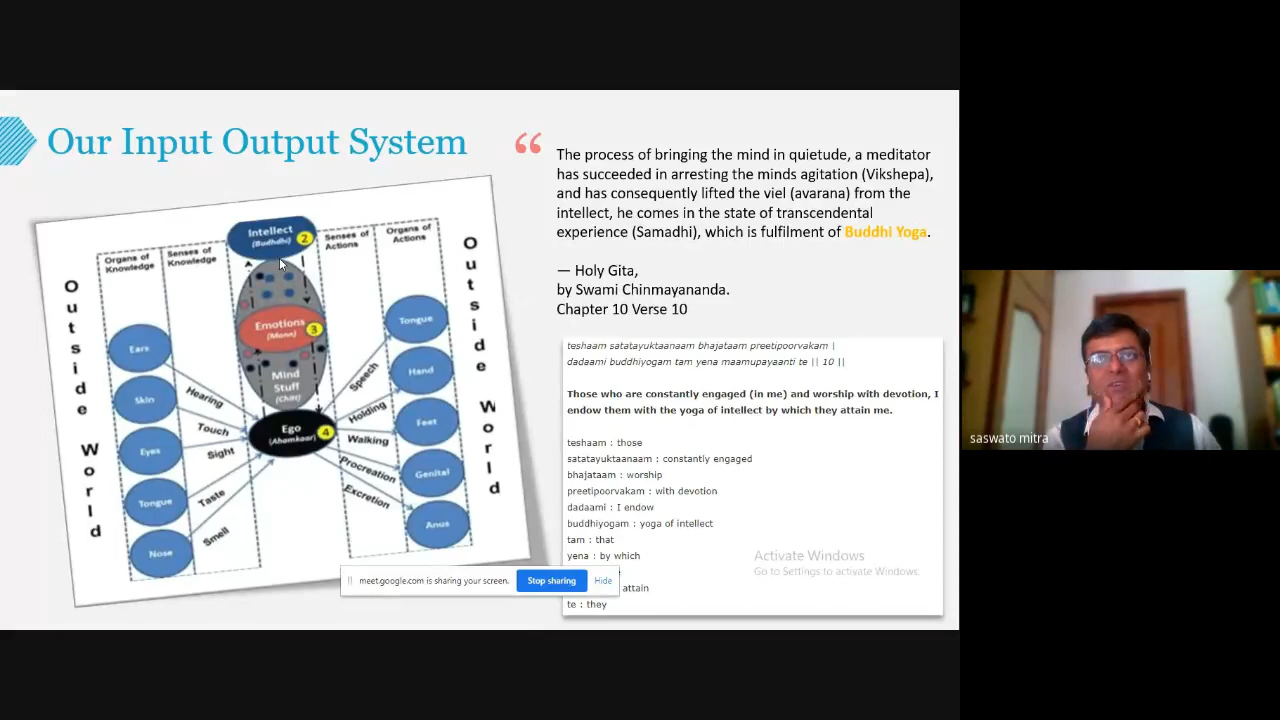 Our Input Output System
“
The process of bringing the mind in quietude, a meditator
has succeeded in arresting the minds agitation (Vikshepa),
and has consequently lifted the viel (avarana) from the
intellect, he comes in the state of transcendental
experience (Samadhi), which is fulfilment of Buddhi Yoga.
— Holy Gita,
by Swami Chinmayananda.
Chapter 10 Verse 10
Outside World
Organs of
Knowledge
Senses of
Knowledge
Intellect
(Budhdhi)
2
Senses of
Actions
Organs of
Actions
Outside World
Emotions
(Mann)
3
Mind
Stuff
(Chitt)
Ego
(Ahamkaar)
4
Ears
Skin
Eyes
Tongue
Nose
Hearing
Touch
Sight
Taste
Smell
Speech
Holding
Walking
Procreation
Excretion
Tongue
Hand
Feet
Genital
Anus
teshaam satatayuktaanaam bhajataam preetipoorvakam |
dadaami buddhiyogam tam yena maamupayaanti te || 10 ||
Those who are constantly engaged (in me) and worship with devotion, I
endow them with the yoga of intellect by which they attain me.
teshaam : those
satatayuktaanaam : constantly engaged
bhajataam : worship
preetipoorvakam : with devotion
dadaami : I endow
buddhiyogam : yoga of intellect
tam : that
yena : by which
attain
te : they
Activate Windows
Go to Settings to activate Windows.
meet.google.com is sharing your screen.
Stop sharing
Hide
saswato mitra